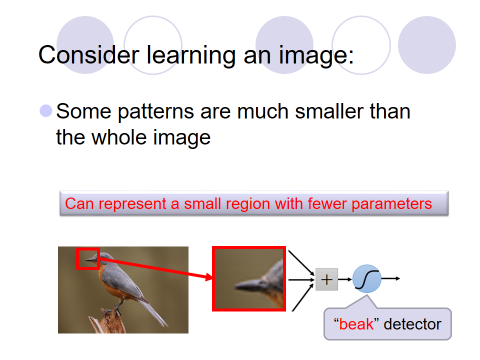 Consider learning an image:
Some patterns are much smaller than
the whole image
Can represent a small region with fewer parameters
+
“beak” detector